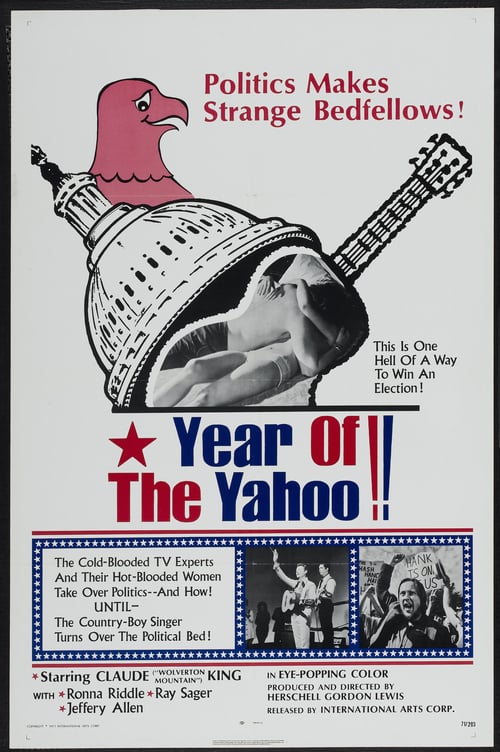 Politics Makes
Strange Bedfellows!
This Is One
Hell Of A Way
To Win An
Election!
Year Of
The Yahoo!!
The Cold-Blooded TV Experts
And Their Hot-Blooded Women
Take Over Politics--And How!
UNTIL—
The Country-Boy Singer
Turns Over The Political Bed!
HANK
IS ON
US
Starring CLAUDE ("WOLVERTON MOUNTAIN") KING
WITH Ronna Riddle Ray Sager
Jeffery Allen
IN EYE-POPPING COLOR
PRODUCED AND DIRECTED BY
HERSCHELL GORDON LEWIS
RELEASED BY INTERNATIONAL ARTS CORP.
71/293